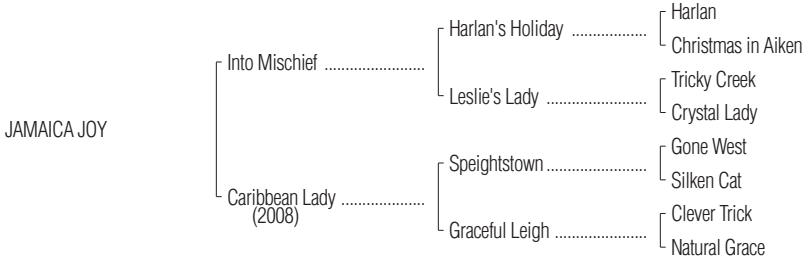 Harlan
Harlan's Holiday ..................
Christmas in Aiken
Into Mischief ........................
Tricky Creek
Leslie's Lady ........................
Crystal Lady
JAMAICA JOY
Gone West
Speightstown ........................
Silken Cat
Caribbean Lady ....................
(2008)
Clever Trick
Graceful Leigh ......................
Natural Grace